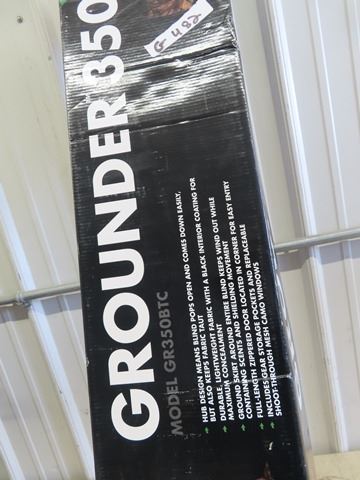 G 482
GROUNDER 350
MODEL GR350BTC
HUB DESIGN MEANS BLIND POPS OPEN AND COMES DOWN EASILY,
BUT ALSO KEEPS FABRIC TAUT
DURABLE, LIGHTWEIGHT FABRIC WITH A BLACK INTERIOR COATING FOR
MAXIMUM CONCEALMENT
GROUND SKIRT AROUND ENTIRE BLIND KEEPS WIND OUT WHILE
CONTAINING SCENTS AND SHIELDING MOVEMENT
FULL-LENGTH ZIPPERED DOOR LOCATED IN CORNER FOR EASY ENTRY
INCLUDES GEAR STORAGE POCKETS AND REPLACEABLE
SHOOT-THROUGH MESH CAMO WINDOWS